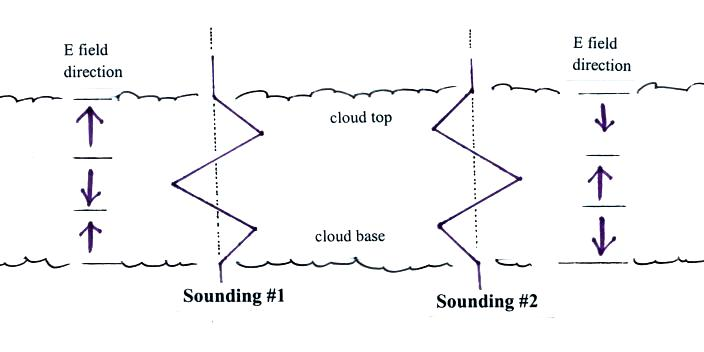 E field
direction
E field
direction
cloud top
cloud base
Sounding #1
Sounding #2